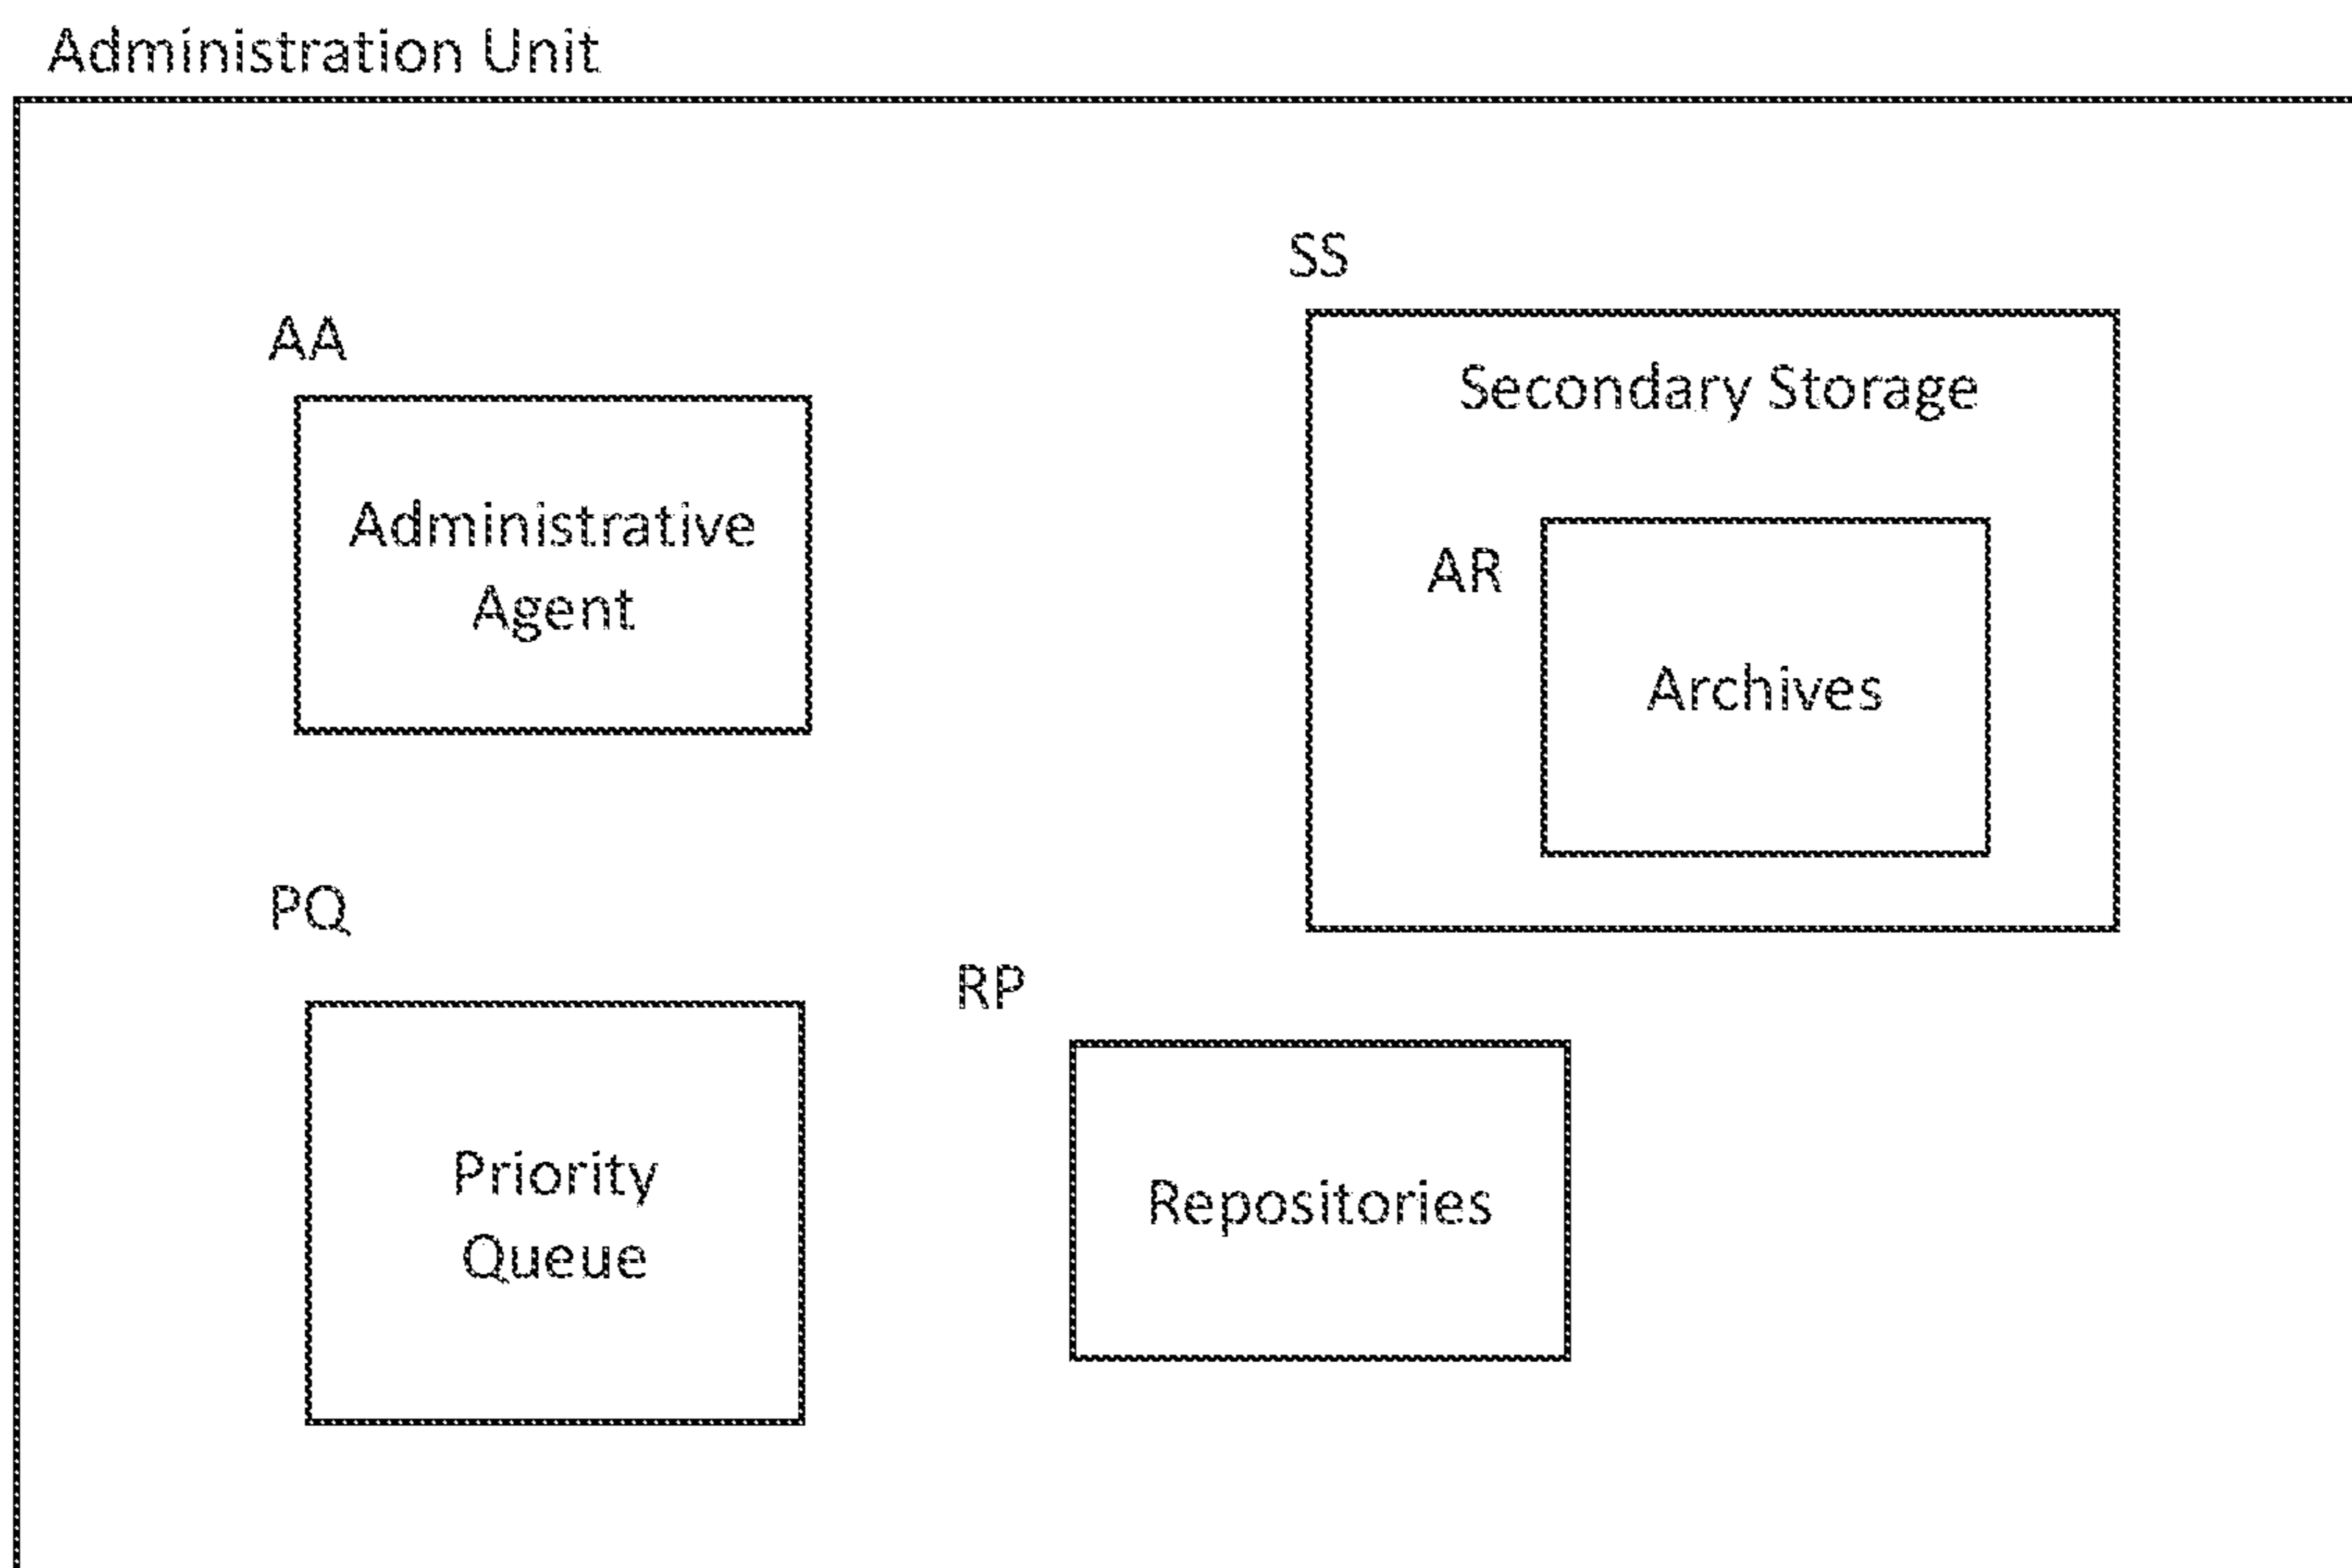 Administration Unit
SS
AA
Secondary Storage
Administrative
Agent
AR
Archives
PQ
RP
Priority
Queue
Repositories